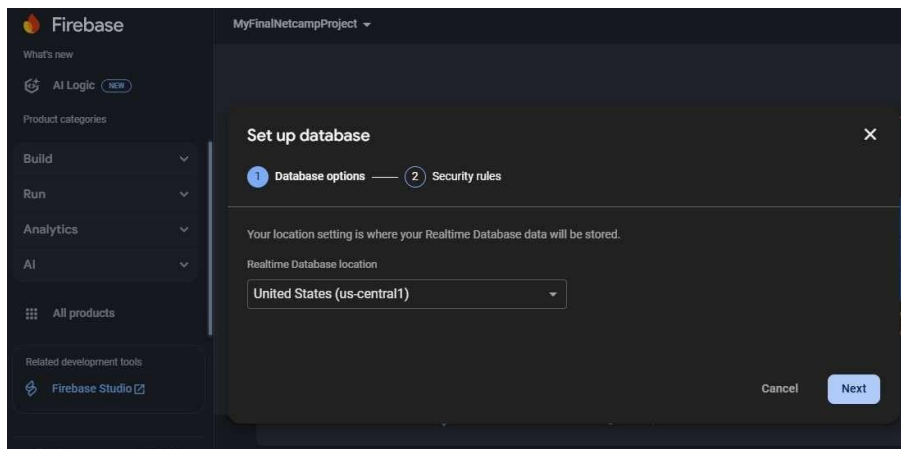 Firebase
MyFinalNetcampProject
What's new
AI Logic NEW
Product categories
Build
Run
Analytics
AI
All products
Related development tools
Firebase Studio
Set up database
1 Database options 2 Security rules
Your location setting is where your Realtime Database data will be stored.
Realtime Database location
United States (us-central1)
Cancel Next